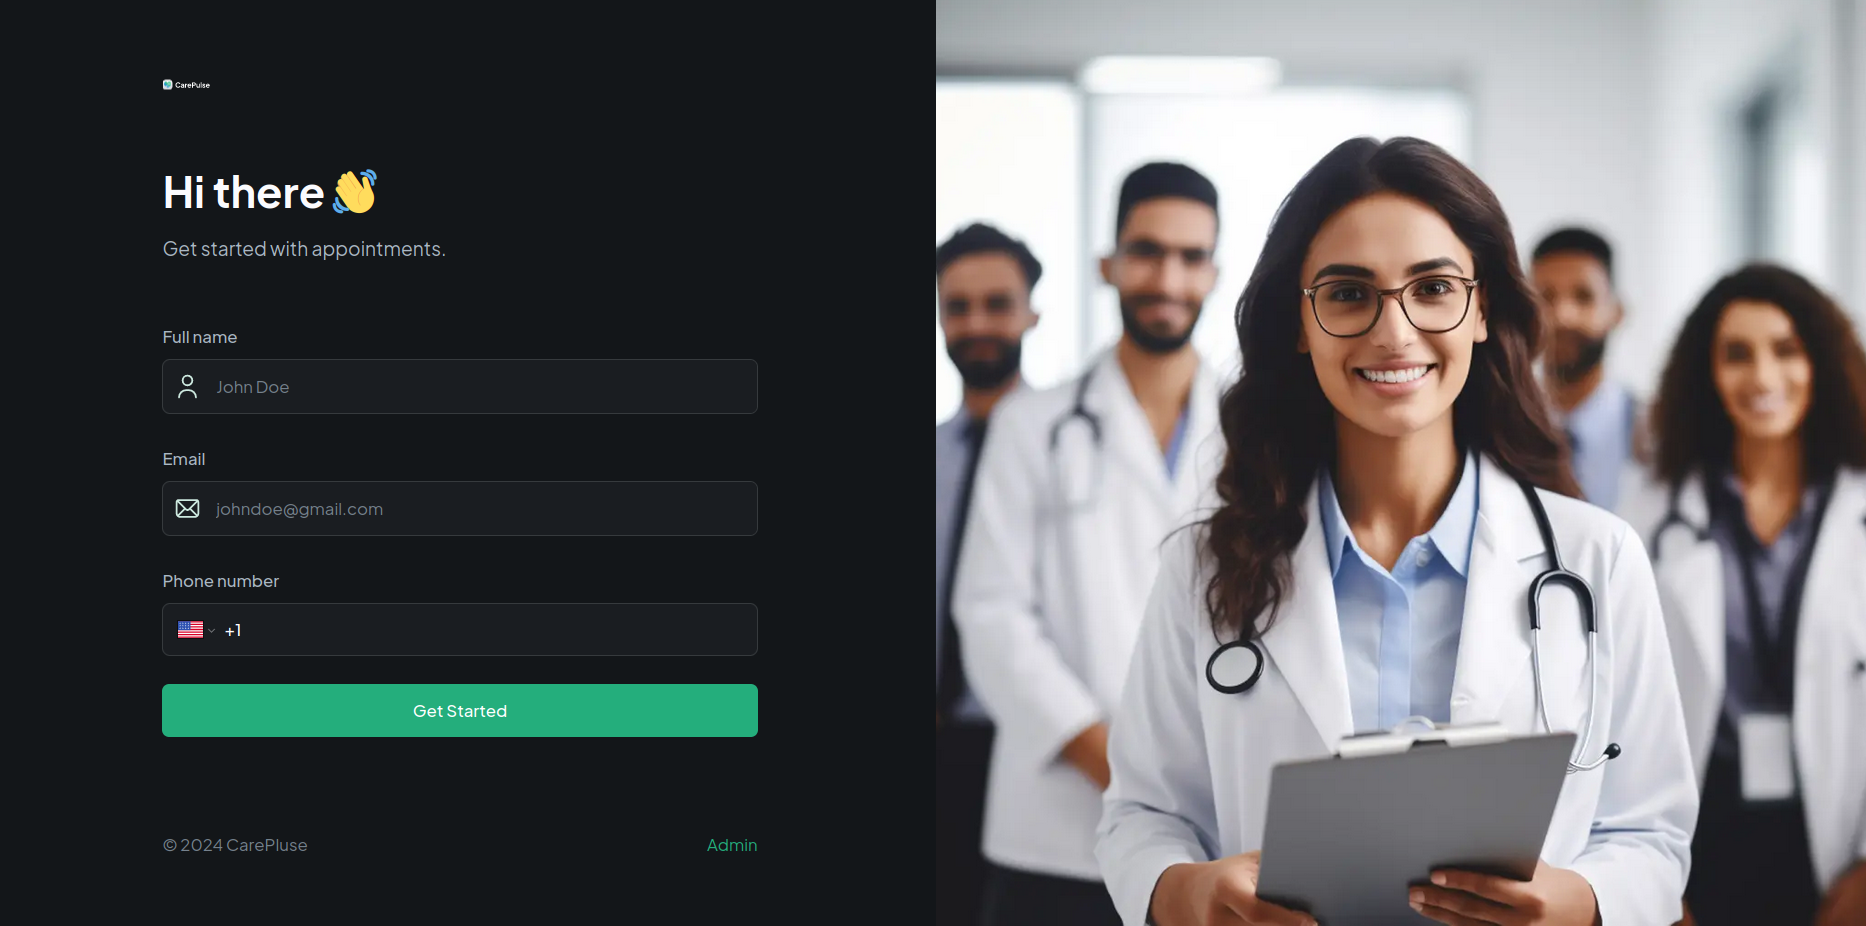 CarePulse
Hi there 👋
Get started with appointments.
Full name
John Doe
Email
johndoe@gmail.com
Phone number
+1
Get Started
© 2024 CarePluse
Admin